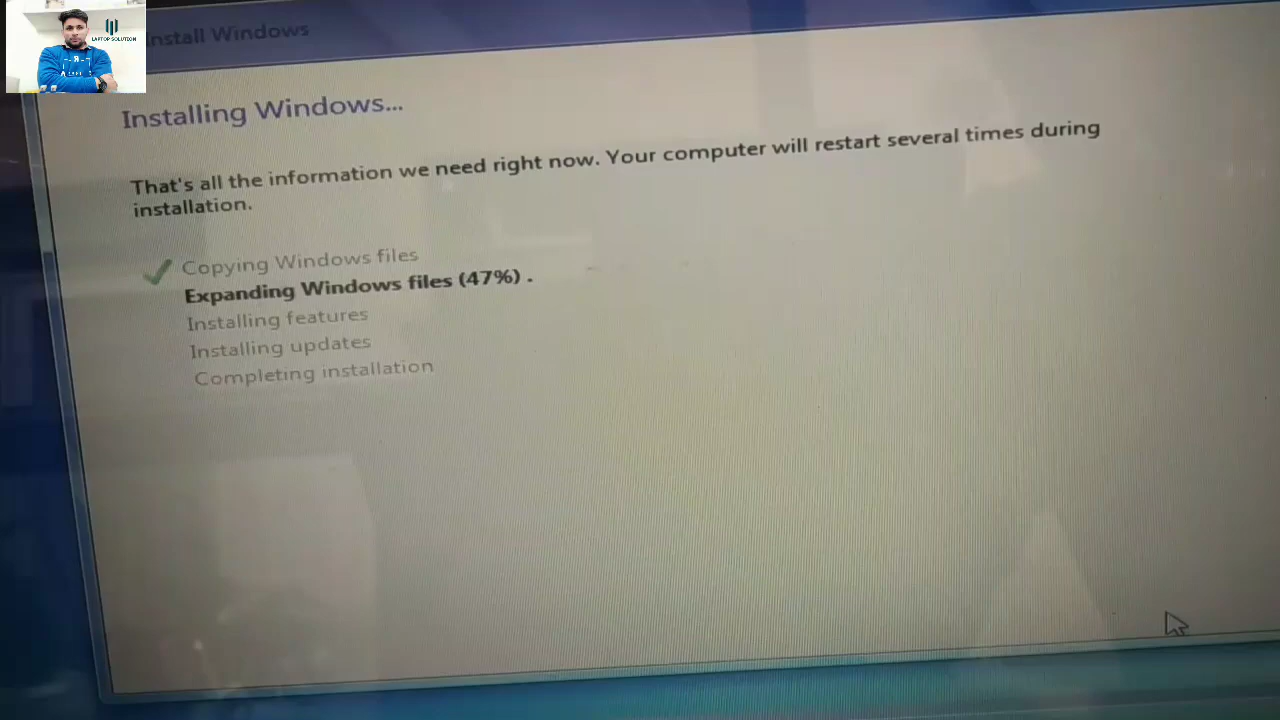 LAPTOP SOLUTION
Install Windows
Installing Windows...
That's all the information we need right now. Your computer will restart several times during
installation.
Copying Windows files
Expanding Windows files (47%) .
Installing features
Installing updates
Completing installation